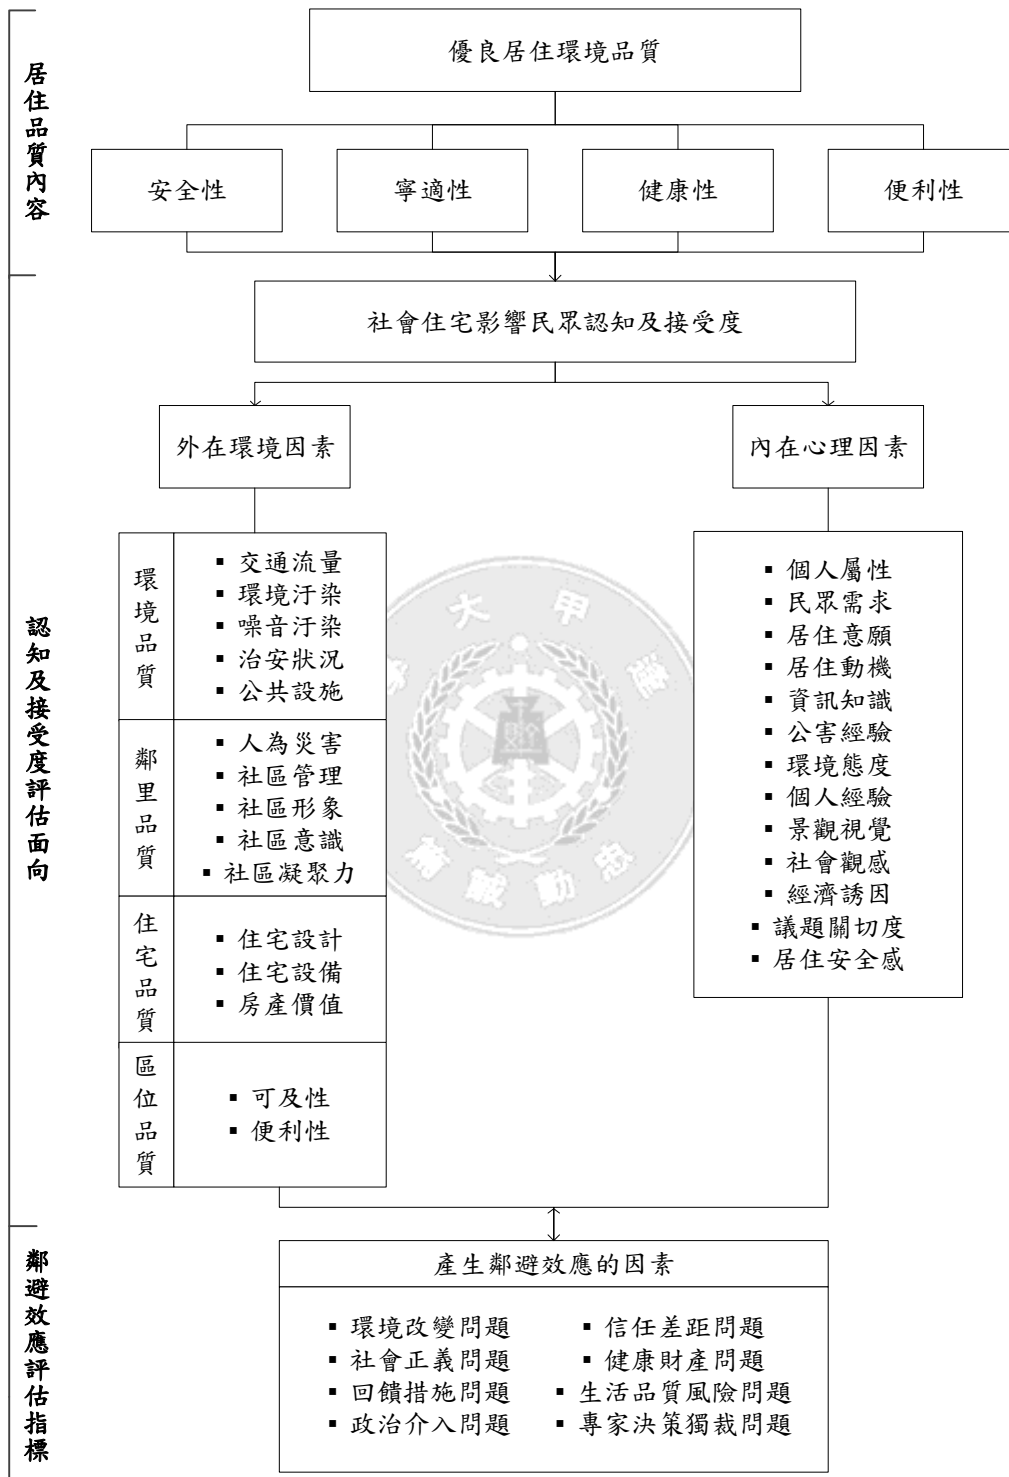 居住品質內容
優良居住環境品質
安全性
寧適性
健康性
便利性
認知及接受度評估面向
社會住宅影響民眾認知及接受度
外在環境因素
內在心理因素
環境品質
▪ 交通流量
▪ 環境汙染
▪ 噪音汙染
▪ 治安狀況
▪ 公共設施
鄰里品質
▪ 人為災害
▪ 社區管理
▪ 社區形象
▪ 社區意識
▪ 社區凝聚力
住宅品質
▪ 住宅設計
▪ 住宅設備
▪ 房產價值
區位品質
▪ 可及性
▪ 便利性
▪ 個人屬性
▪ 民眾需求
▪ 居住意願
▪ 居住動機
▪ 資訊知識
▪ 公害經驗
▪ 環境態度
▪ 個人經驗
▪ 景觀視覺
▪ 社會觀感
▪ 經濟誘因
▪ 議題關切度
▪ 居住安全感
鄰避效應評估指標
產生鄰避效應的因素
▪ 環境改變問題
▪ 社會正義問題
▪ 回饋措施問題
▪ 政治介入問題
▪ 信任差距問題
▪ 健康財產問題
▪ 生活品質風險問題
▪ 專家決策獨裁問題